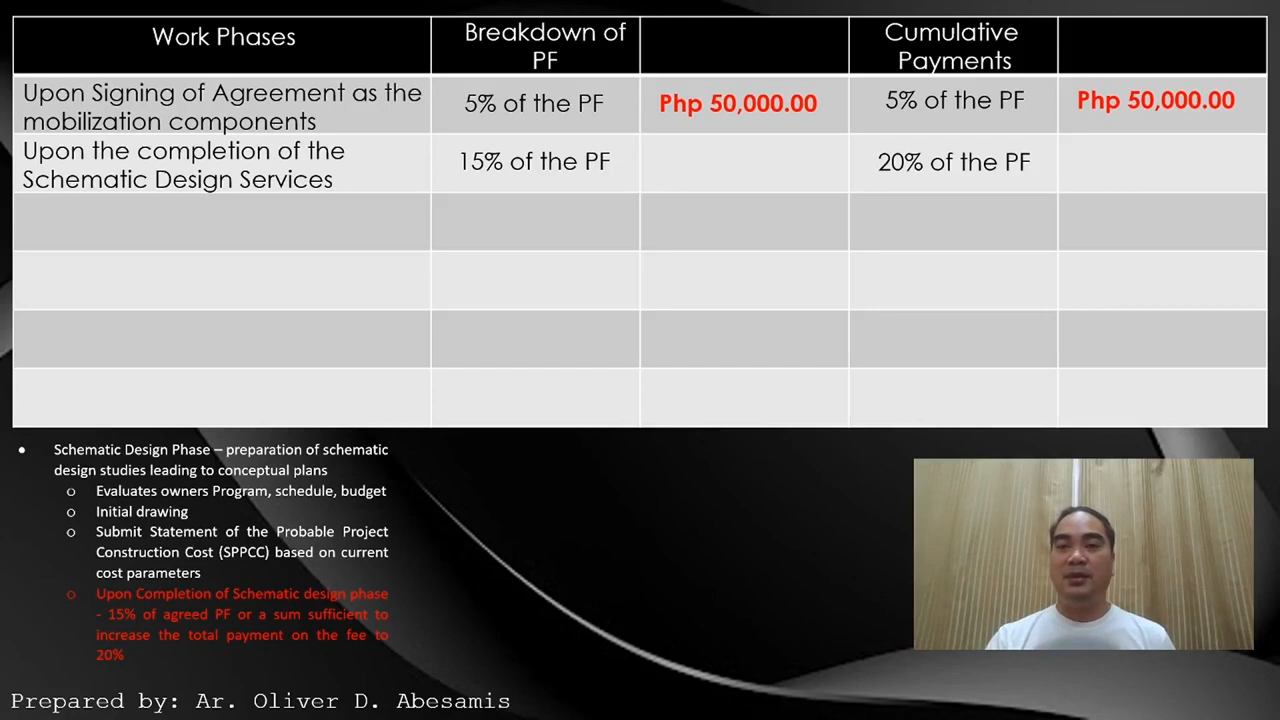 Work Phases
Breakdown of
PF
Cumulative
Payments
Upon Signing of Agreement as the
mobilization components
5% of the PF
Php 50,000.00
5% of the PF
Php 50,000.00
Upon the completion of the
Schematic Design Services
15% of the PF
20% of the PF
• Schematic Design Phase – preparation of schematic
design studies leading to conceptual plans
o Evaluates owners Program, schedule, budget
o Initial drawing
o Submit Statement of the Probable Project
Construction Cost (SPPCC) based on current
cost parameters
o Upon Completion of Schematic design phase
- 15% of agreed PF or a sum sufficient to
increase the total payment on the fee to
20%
Prepared by: Ar. Oliver D. Abesamis